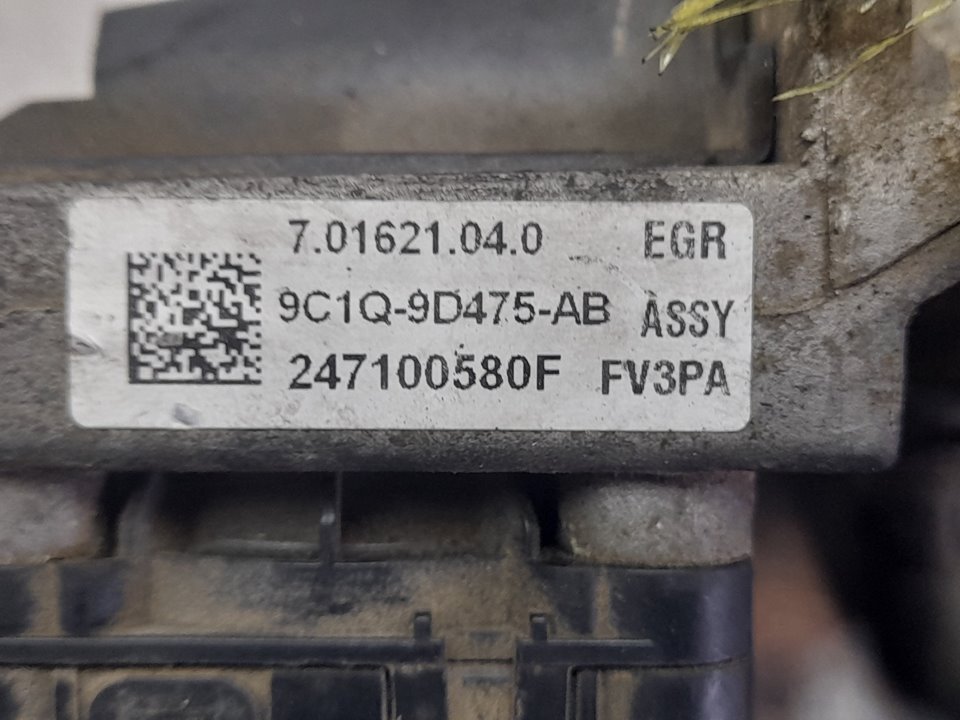 7.01621.04.0 EGR
9C1Q-9D475-AB ASSY
247100580F FV3PA